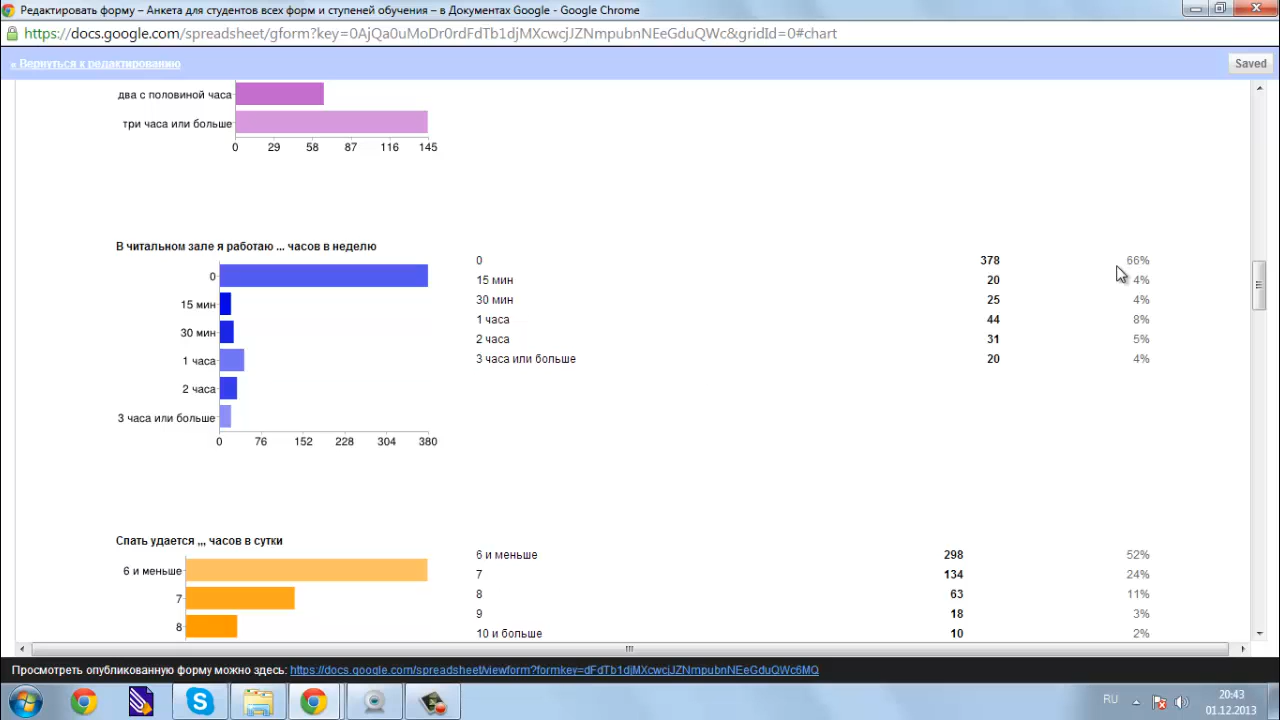 Редактировать форму – Анкета для студентов всех форм и ступеней обучения – в Документах Google - Google Chrome
https://docs.google.com/spreadsheet/gform?key=0AjQa0uMoDr0rdFdTb1djMXcwcjJZNmpubnNEeGduQWc&gridId=0#chart
« Вернуться к редактированию
Saved
два с половиной часа
три часа или больше
0 29 58 87 116 145
В читальном зале я работаю ... часов в неделю
0 378 66%
15 мин 20 4%
30 мин 25 4%
1 часа 44 8%
2 часа 31 5%
3 часа или больше 20 4%
0
15 мин
30 мин
1 часа
2 часа
3 часа или больше
0 76 152 228 304 380
Спать удается ,,, часов в сутки
6 и меньше 298 52%
7 134 24%
8 63 11%
9 18 3%
10 и больше 10 2%
6 и меньше
7
8
Просмотреть опубликованную форму можно здесь: https://docs.google.com/spreadsheet/viewform?formkey=dFdTb1djMXcwcjJZNmpubnNEeGduQWc6MQ
RU
20:43
01.12.2013